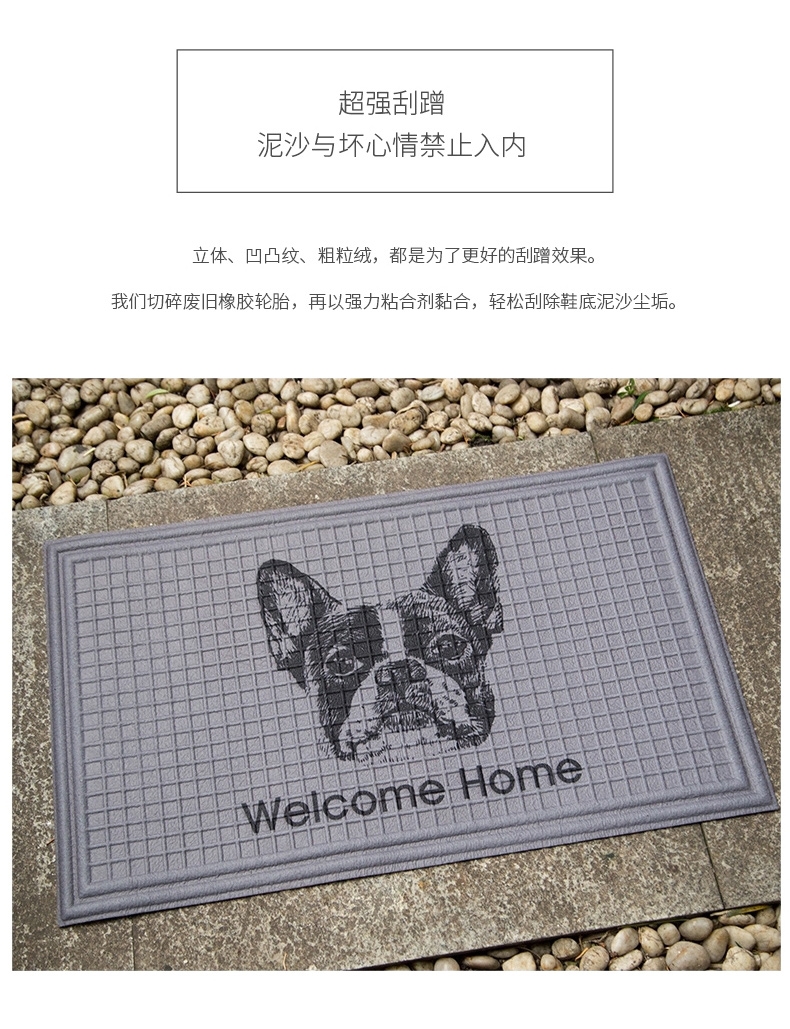 超强刮蹭
泥沙与坏心情禁止入内
立体、凹凸纹、粗粒绒，都是为了更好的刮蹭效果。
我们切碎废旧橡胶轮胎，再以强力粘合剂黏合，轻松刮除鞋底泥沙尘垢。
Welcome Home